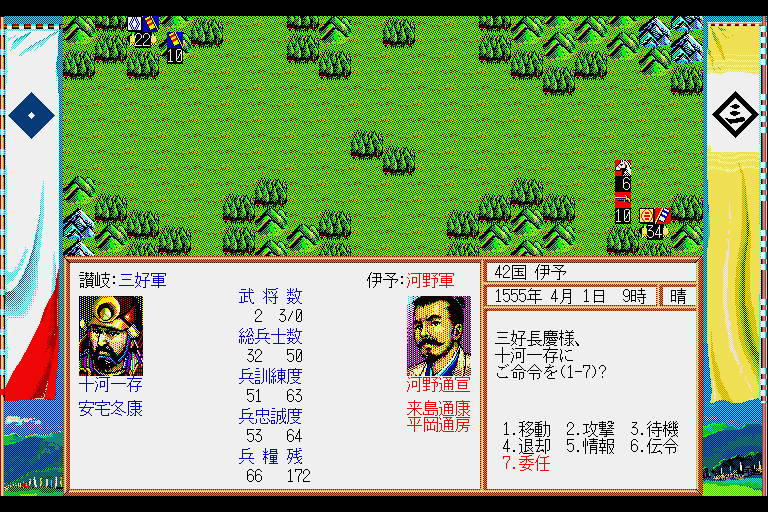 22
10
6
10
34
讃岐:三好軍
伊予:河野軍
武将数
2 3/0
総兵士数
32 50
兵訓練度
51 63
兵忠誠度
53 64
兵糧残
66 172
十河一存
安宅冬康
河野通宣
来島通康
平岡通房
42国 伊予
1555年 4月 1日 9時
晴
三好長慶様、
十河一存に
ご命令を(1-7)?
1.移動 2.攻撃 3.待機
4.退却 5.情報 6.伝令
7.委任
三